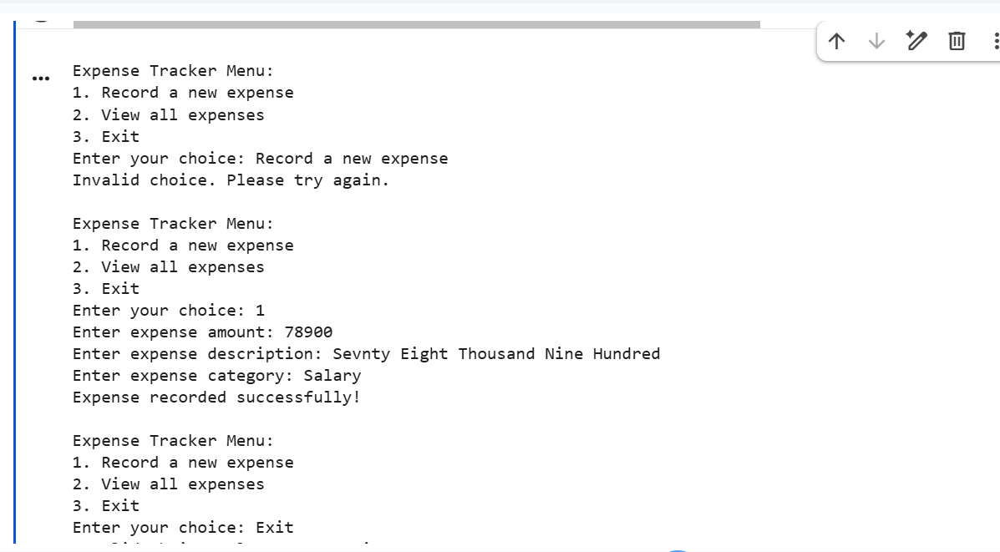 Expense Tracker Menu:
1. Record a new expense
2. View all expenses
3. Exit
Enter your choice: Record a new expense
Invalid choice. Please try again.
Expense Tracker Menu:
1. Record a new expense
2. View all expenses
3. Exit
Enter your choice: 1
Enter expense amount: 78900
Enter expense description: Sevnty Eight Thousand Nine Hundred
Enter expense category: Salary
Expense recorded successfully!
Expense Tracker Menu:
1. Record a new expense
2. View all expenses
3. Exit
Enter your choice: Exit